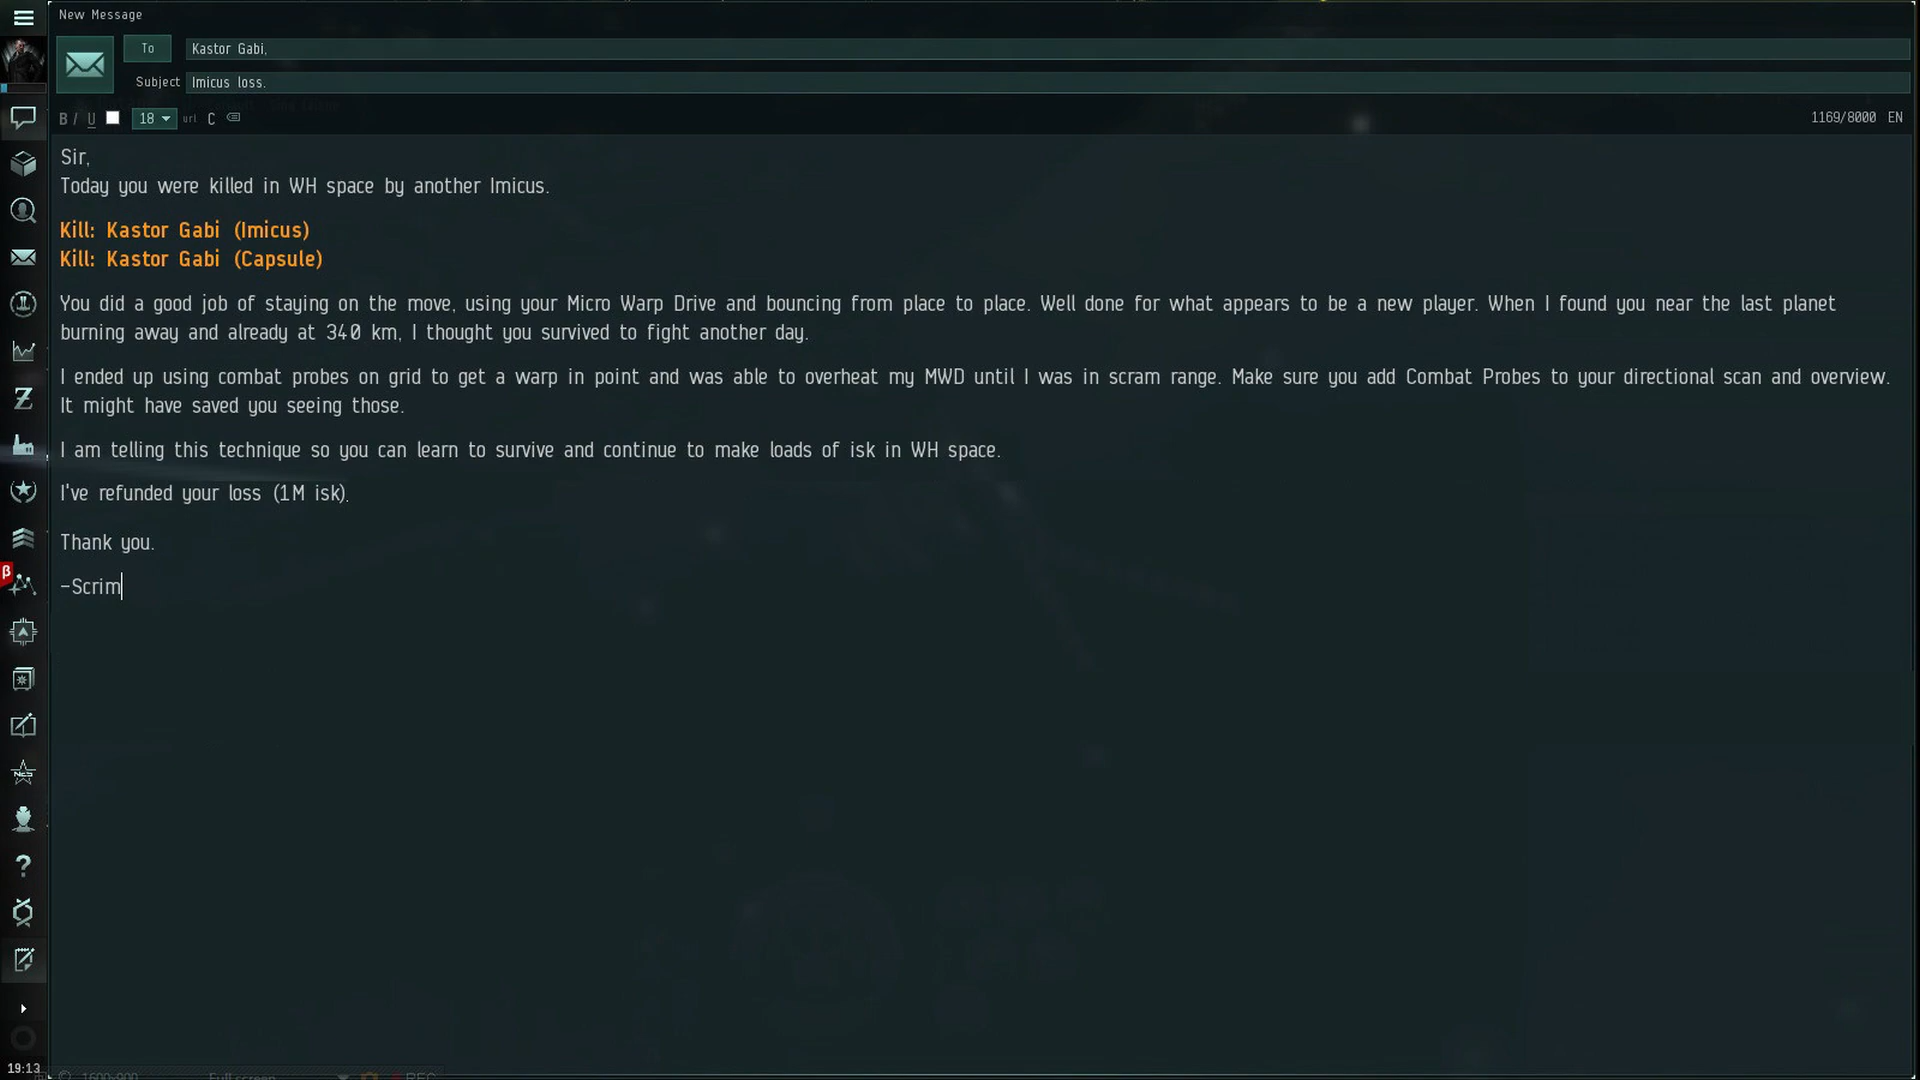 New Message
To
Kastor Gabi,
Subject
Imicus loss.
B I U 18 url C
1169/8000 EN
Sir,
Today you were killed in WH space by another Imicus.
Kill: Kastor Gabi (Imicus)
Kill: Kastor Gabi (Capsule)
You did a good job of staying on the move, using your Micro Warp Drive and bouncing from place to place. Well done for what appears to be a new player. When I found you near the last planet
burning away and already at 340 km, I thought you survived to fight another day.
I ended up using combat probes on grid to get a warp in point and was able to overheat my MWD until I was in scram range. Make sure you add Combat Probes to your directional scan and overview.
It might have saved you seeing those.
I am telling this technique so you can learn to survive and continue to make loads of isk in WH space.
I've refunded your loss (1M isk).
Thank you.
-Scrim
β
NES
?
19:13
1600x900 Full screen REC